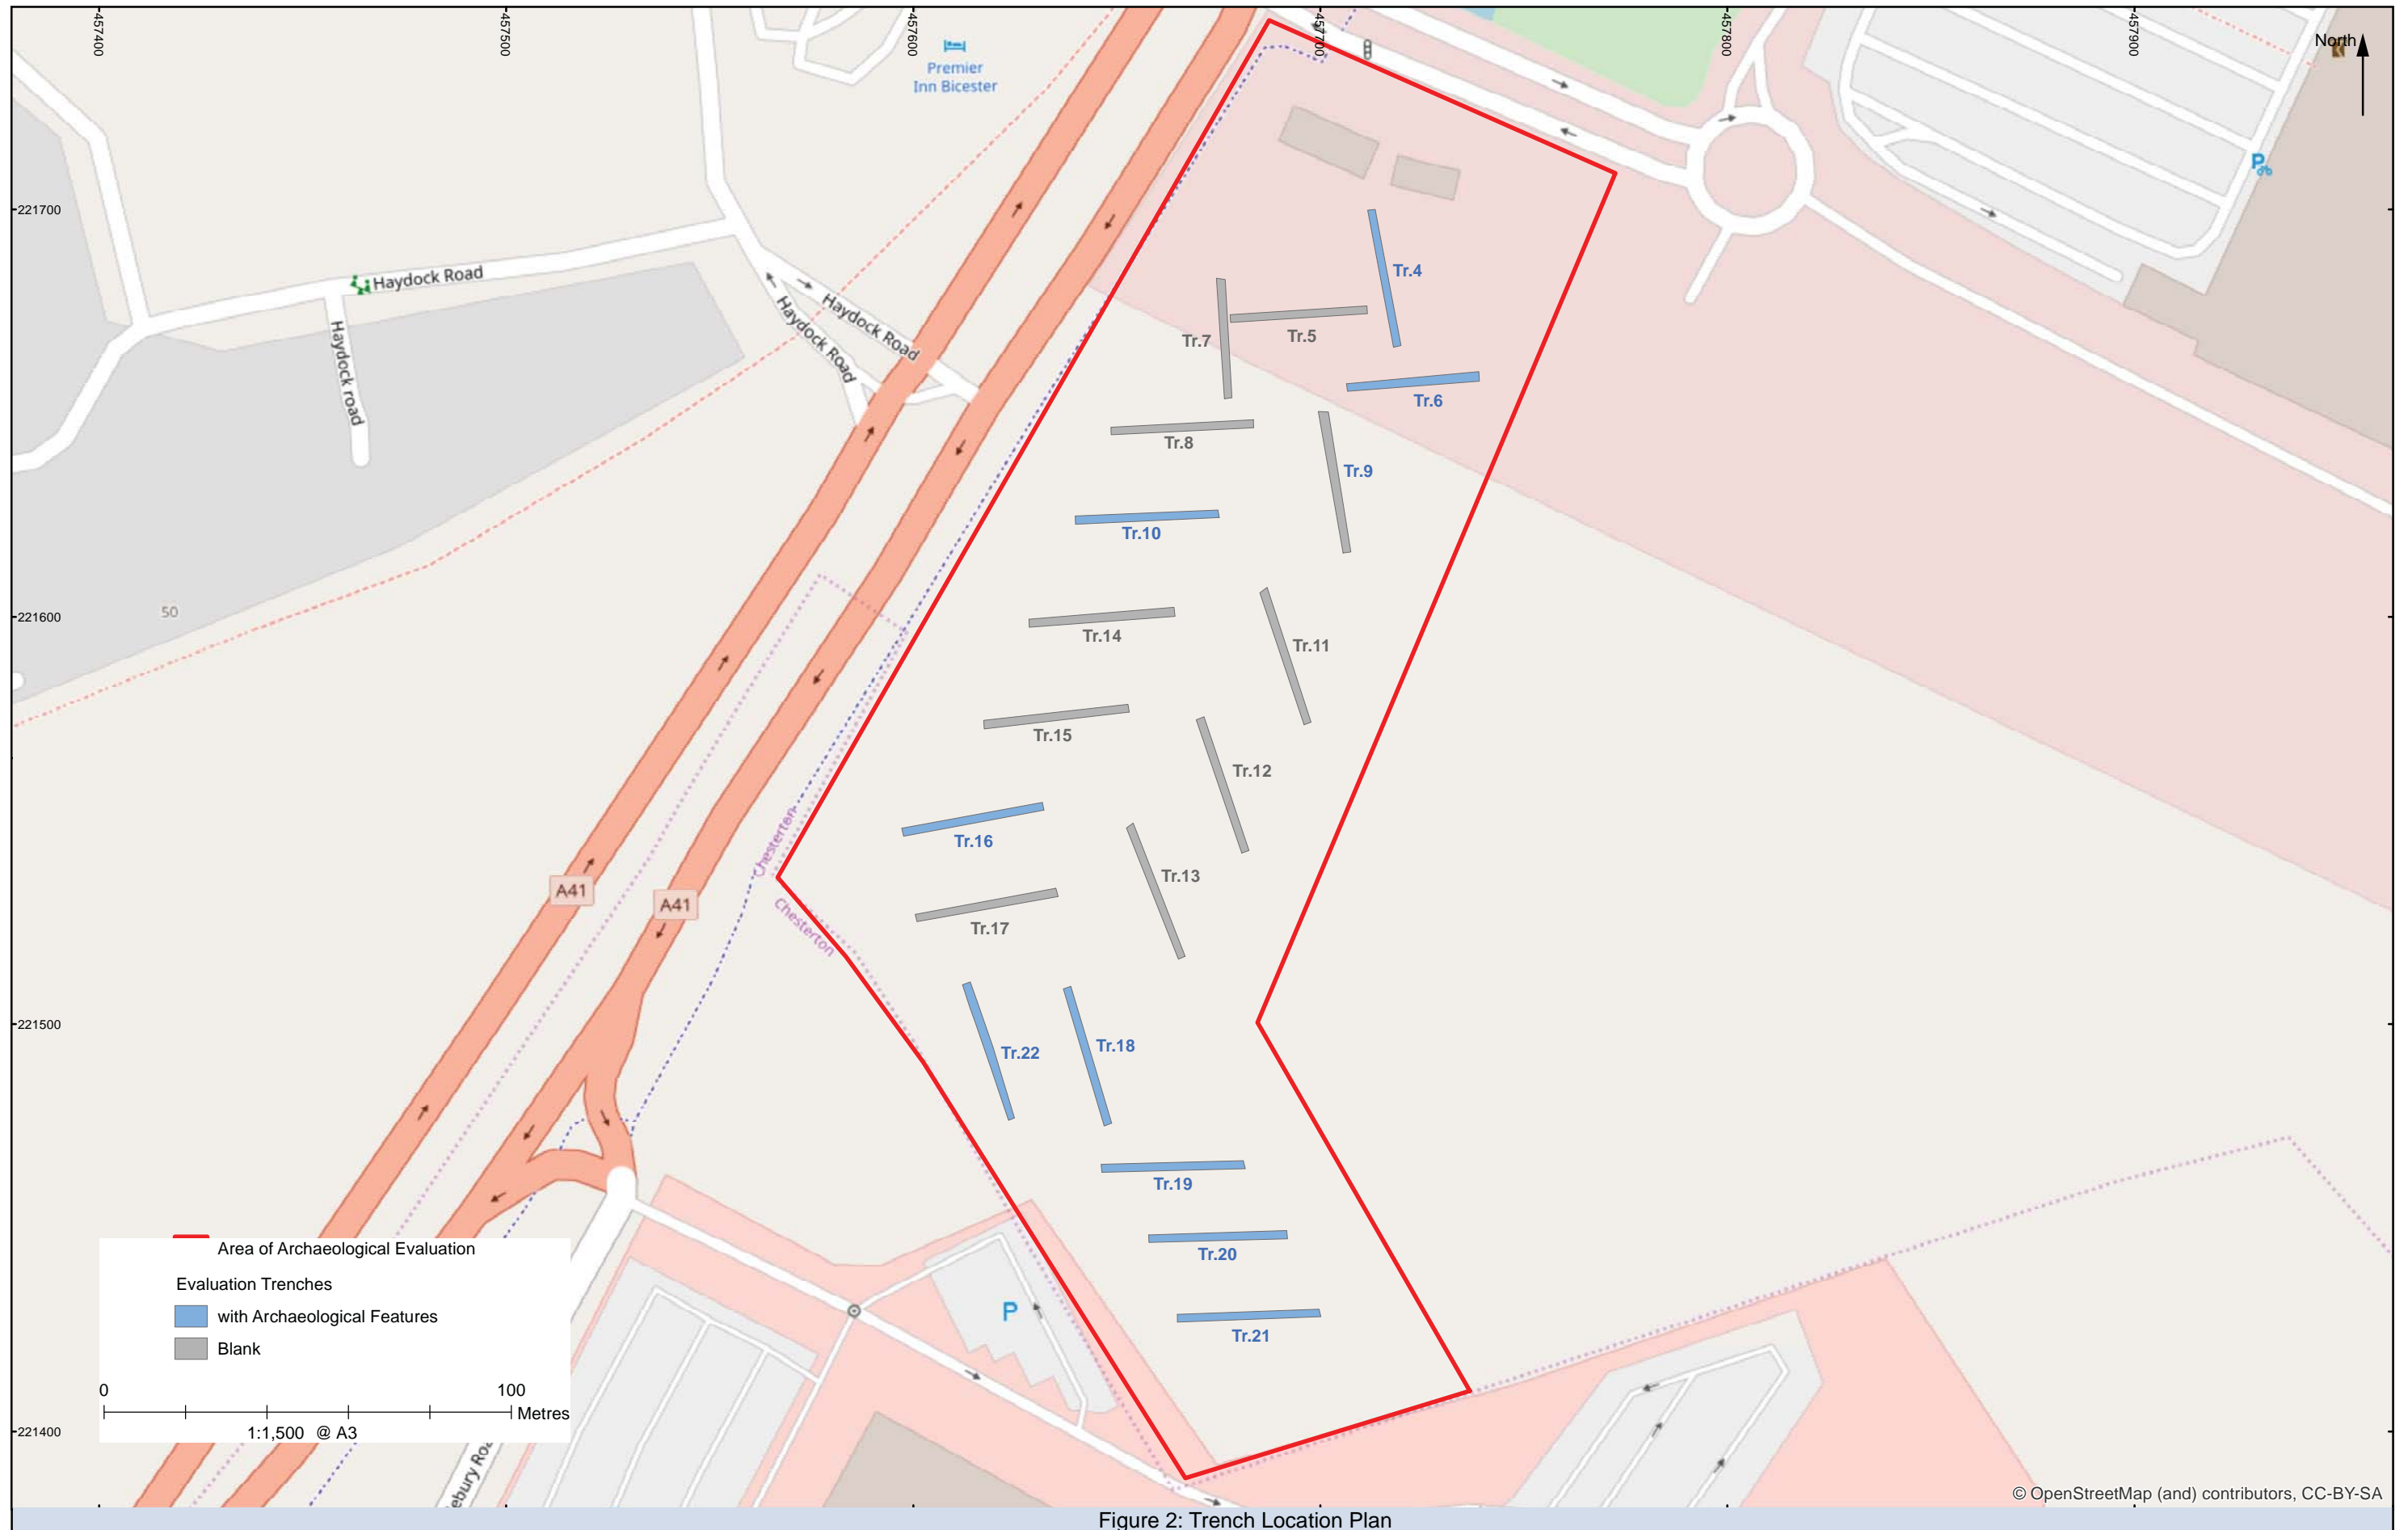 457400
457500
457600
457700
457800
457900
North
Premier
Inn Bicester
P
221700
Haydock Road
Haydock Road
Haydock Road
Haydock road
Tr.4
Tr.5
Tr.7
Tr.6
Tr.8
Tr.9
Tr.10
221600
50
Tr.14
Tr.11
Tr.15
Tr.12
Tr.16
Chesterton
Tr.13
A41
A41
Chesterton
Tr.17
221500
Tr.22
Tr.18
Tr.19
Tr.20
P
Tr.21
Area of Archaeological Evaluation
Evaluation Trenches
with Archaeological Features
Blank
0
100
Metres
1:1,500 @ A3
221400
ebury Roa
© OpenStreetMap (and) contributors, CC-BY-SA
Figure 2: Trench Location Plan